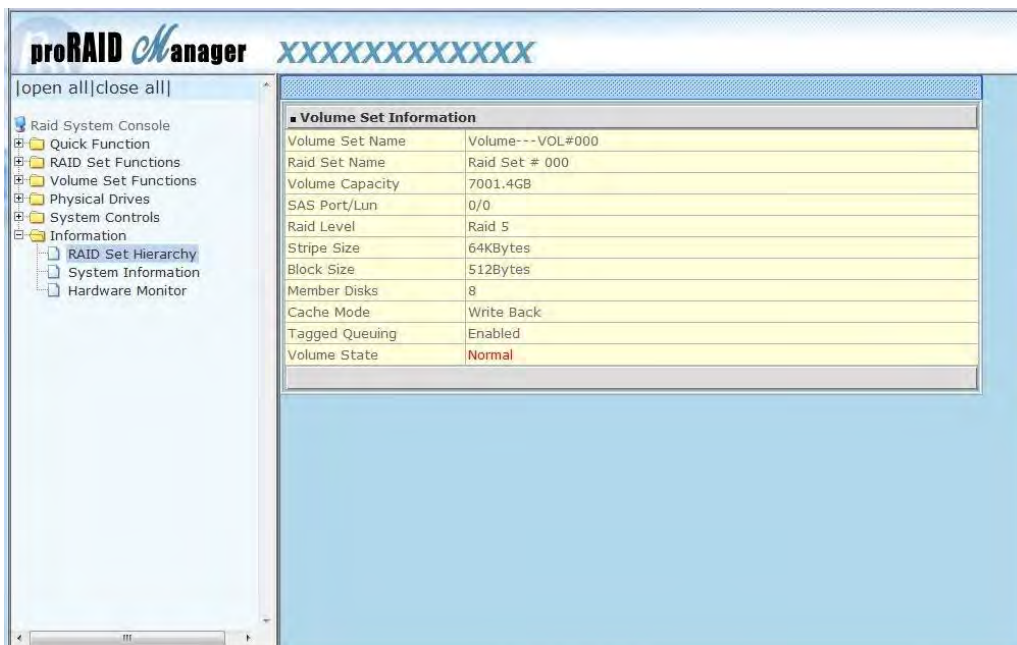 proRAID Manager XXXXXXXXXXXX
|open all|close all|
Raid System Console
Quick Function
RAID Set Functions
Volume Set Functions
Physical Drives
System Controls
Information
RAID Set Hierarchy
System Information
Hardware Monitor
Volume Set Information
Volume Set Name Volume---VOL#000
Raid Set Name Raid Set # 000
Volume Capacity 7001.4GB
SAS Port/Lun 0/0
Raid Level Raid 5
Stripe Size 64KBytes
Block Size 512Bytes
Member Disks 8
Cache Mode Write Back
Tagged Queuing Enabled
Volume State Normal